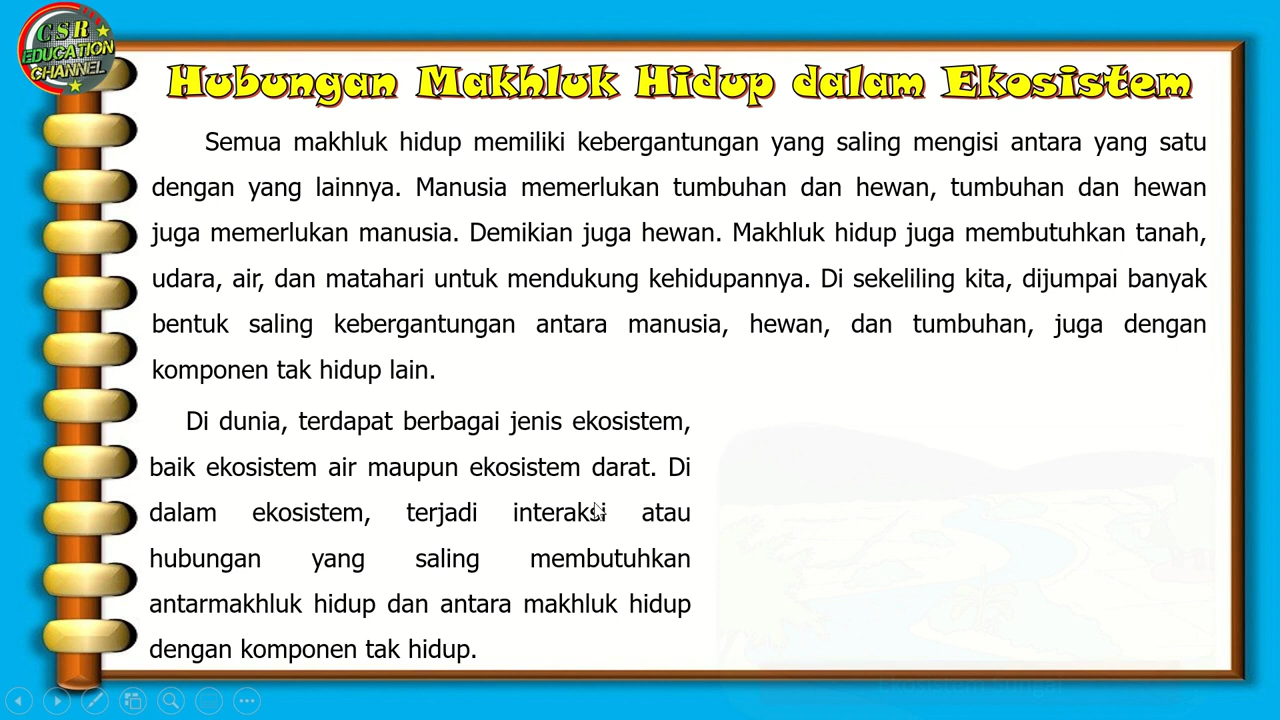 CSR
EDUCATION
CHANNEL
Hubungan Makhluk Hidup dalam Ekosistem
Semua makhluk hidup memiliki kebergantungan yang saling mengisi antara yang satu
dengan yang lainnya. Manusia memerlukan tumbuhan dan hewan, tumbuhan dan hewan
juga memerlukan manusia. Demikian juga hewan. Makhluk hidup juga membutuhkan tanah,
udara, air, dan matahari untuk mendukung kehidupannya. Di sekeliling kita, dijumpai banyak
bentuk saling kebergantungan antara manusia, hewan, dan tumbuhan, juga dengan
komponen tak hidup lain.
Di dunia, terdapat berbagai jenis ekosistem,
baik ekosistem air maupun ekosistem darat. Di
dalam ekosistem, terjadi interaksi atau
hubungan yang saling membutuhkan
antarmakhluk hidup dan antara makhluk hidup
dengan komponen tak hidup.
Ekosistem Sungai